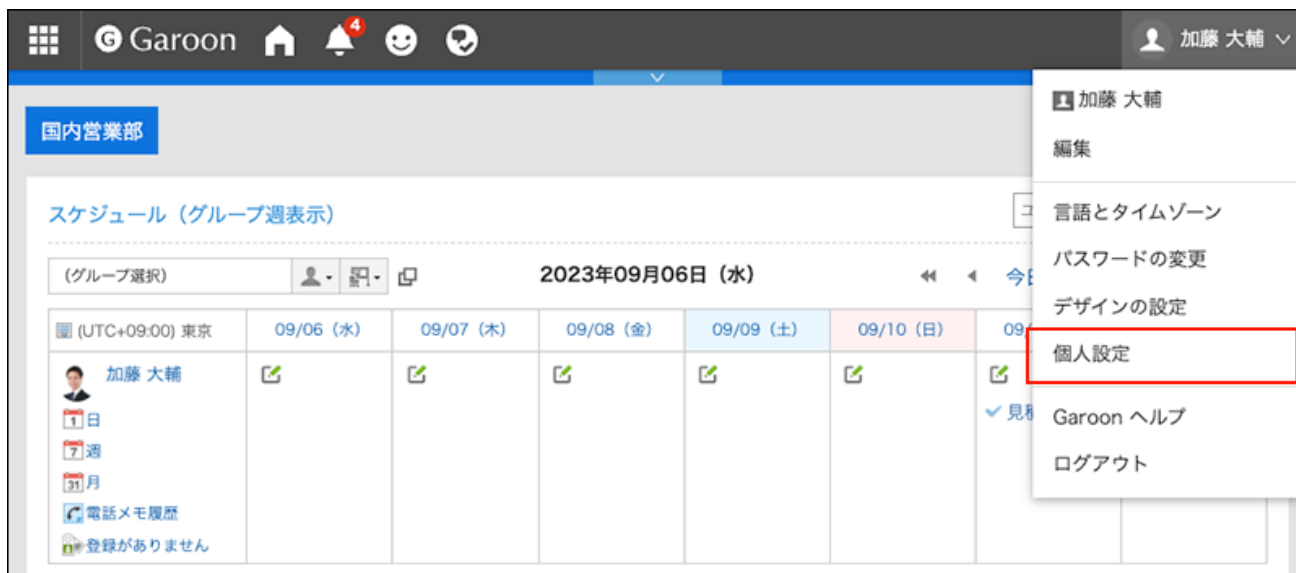 G Garoon 4 加藤 大輔
加藤 大輔
編集
言語とタイムゾーン
パスワードの変更
デザインの設定
個人設定
Garoon ヘルプ
ログアウト
国内営業部
スケジュール（グループ週表示）
(グループ選択) 2023年09月06日（水）
(UTC+09:00) 東京 09/06（水） 09/07（木） 09/08（金） 09/09（土） 09/10（日）
加藤 大輔
1 日
7 週
31 月
電話メモ履歴
登録がありません